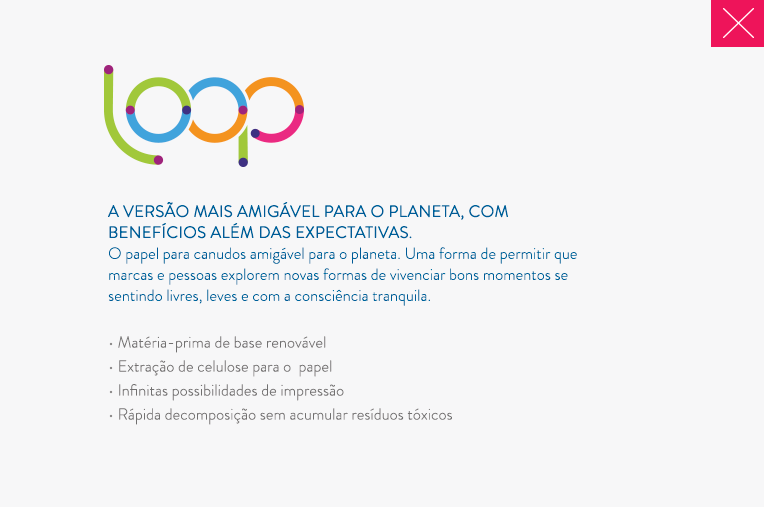 Loop
A VERSÃO MAIS AMIGÁVEL PARA O PLANETA, COM
BENEFÍCIOS ALÉM DAS EXPECTATIVAS.
O papel para canudos amigável para o planeta. Uma forma de permitir que
marcas e pessoas explorem novas formas de vivenciar bons momentos se
sentindo livres, leves e com a consciência tranquila.
• Matéria-prima de base renovável
• Extração de celulose para o papel
• Infinitas possibilidades de impressão
• Rápida decomposição sem acumular resíduos tóxicos